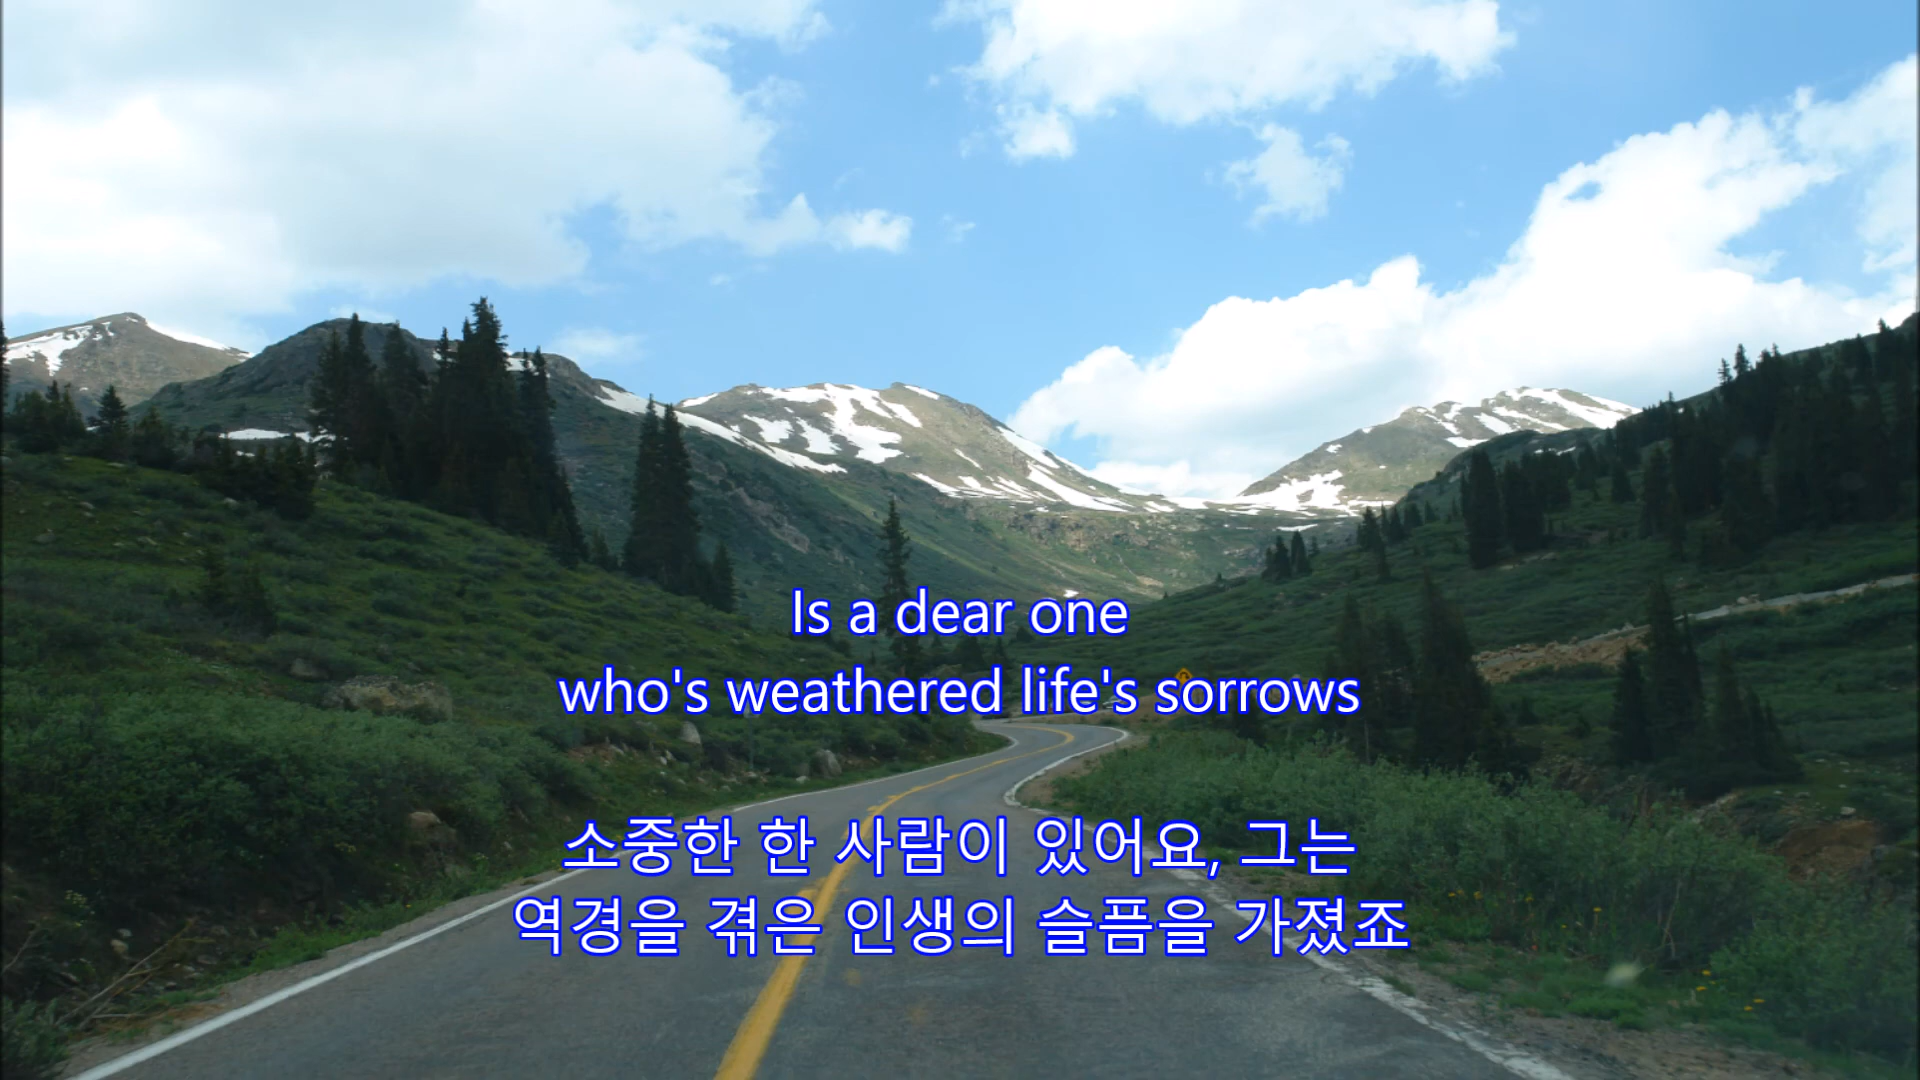 Is a dear one
who's weathered life's sorrows
소중한 한 사람이 있어요, 그는
역경을 겪은 인생의 슬픔을 가졌죠